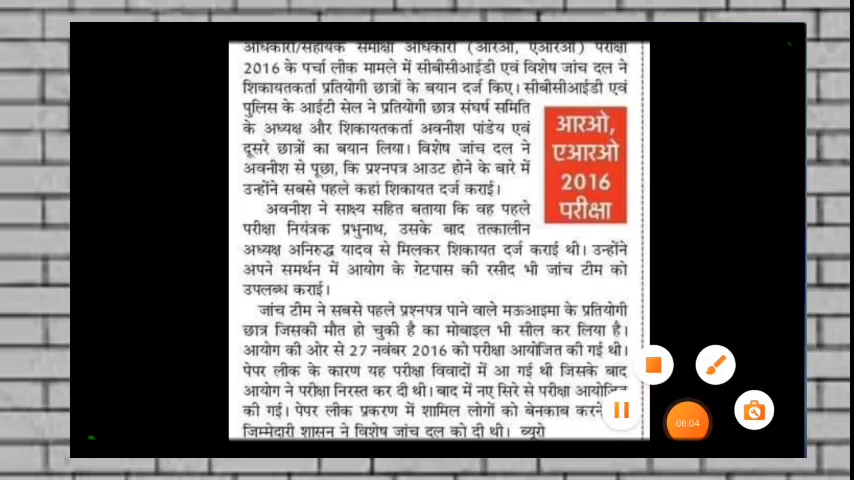 अधिकारी/सहायक समीक्षा अधिकारी (आरओ, एआरओ) परीक्षा
2016 के पर्चा लीक मामले में सीबीसीआईडी एवं विशेष जांच दल ने
शिकायतकर्ता प्रतियोगी छात्रों के बयान दर्ज किए। सीबीसीआईडी एवं
पुलिस के आईटी सेल ने प्रतियोगी छात्र संघर्ष समिति
के अध्यक्ष और शिकायतकर्ता अवनीश पांडेय एवं
दूसरे छात्रों का बयान लिया। विशेष जांच दल ने
अवनीश से पूछा, कि प्रश्नपत्र आउट होने के बारे में
उन्होंने सबसे पहले कहां शिकायत दर्ज कराई।
आरओ,
एआरओ
2016
परीक्षा
अवनीश ने साक्ष्य सहित बताया कि वह पहले
परीक्षा नियंत्रक प्रभुनाथ, उसके बाद तत्कालीन
अध्यक्ष अनिरुद्ध यादव से मिलकर शिकायत दर्ज कराई थी। उन्होंने
अपने समर्थन में आयोग के गेटपास की रसीद भी जांच टीम को
उपलब्ध कराई।
जांच टीम ने सबसे पहले प्रश्नपत्र पाने वाले मऊआइमा के प्रतियोगी
छात्र जिसकी मौत हो चुकी है का मोबाइल भी सील कर लिया है।
आयोग की ओर से 27 नवंबर 2016 को परीक्षा आयोजित की गई थी।
पेपर लीक के कारण यह परीक्षा विवादों में आ गई थी जिसके बाद
आयोग ने परीक्षा निरस्त कर दी थी। बाद में नए सिरे से परीक्षा
की गई। पेपर लीक प्रकरण में शामिल लोगों को बेनकाब करने
जिम्मेदारी शासन ने विशेष जांच दल को दी थी। ब्यूरो
06:04